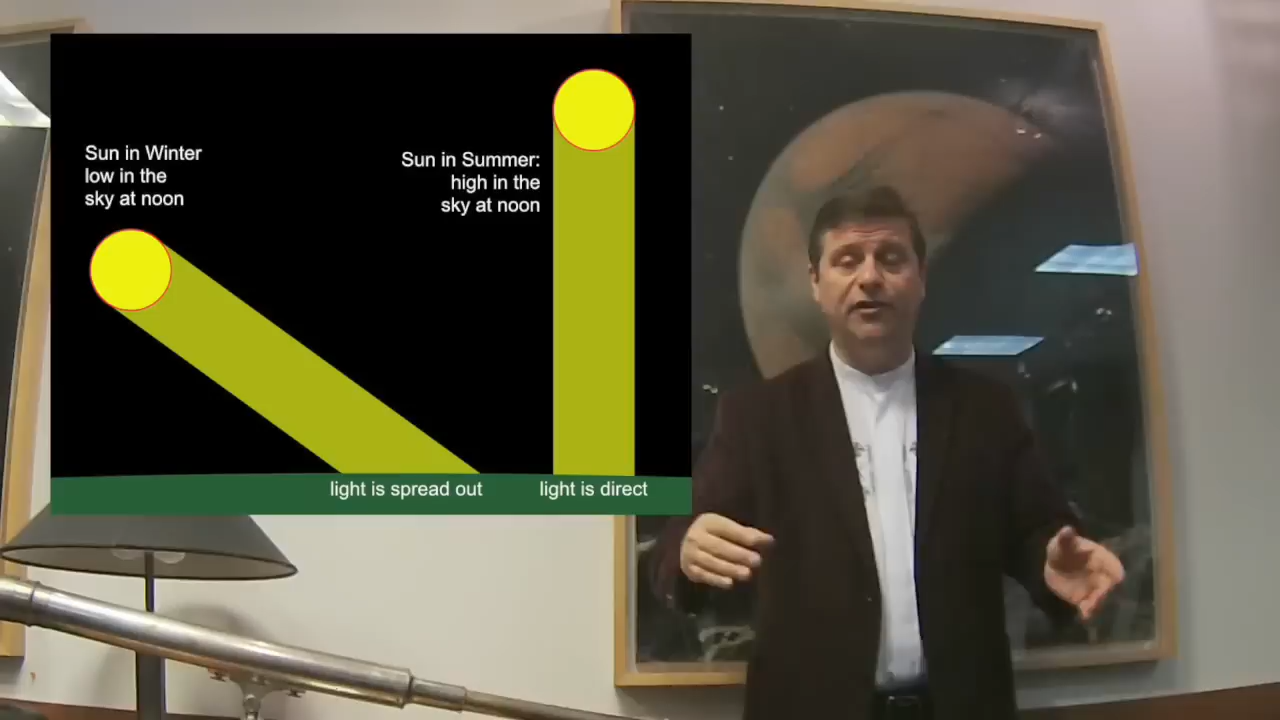 Sun in Winter
low in the
sky at noon
Sun in Summer:
high in the
sky at noon
light is spread out
light is direct